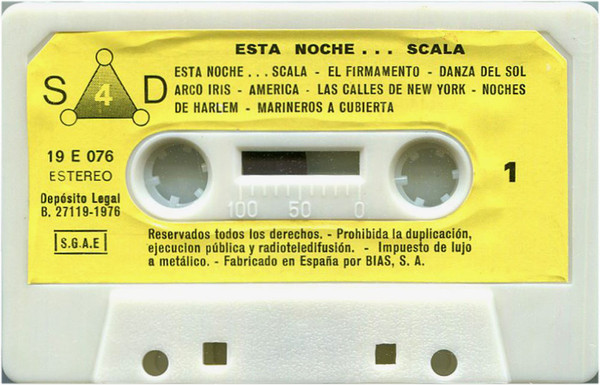 ESTA NOCHE... SCALA
S 4 D
ESTA NOCHE...SCALA - EL FIRMAMENTO - DANZA DEL SOL
ARCO IRIS - AMERICA - LAS CALLES DE NEW YORK - NOCHES
DE HARLEM - MARINEROS A CUBIERTA
19 E 076
ESTEREO
1
Depósito Legal
B. 27119-1976
100 50 0
S.G.A.E
Reservados todos los derechos. - Prohibida la duplicación,
ejecucion pública y radioteledifusión. - Impuesto de lujo
a metálico. - Fabricado en España por BIAS, S. A.